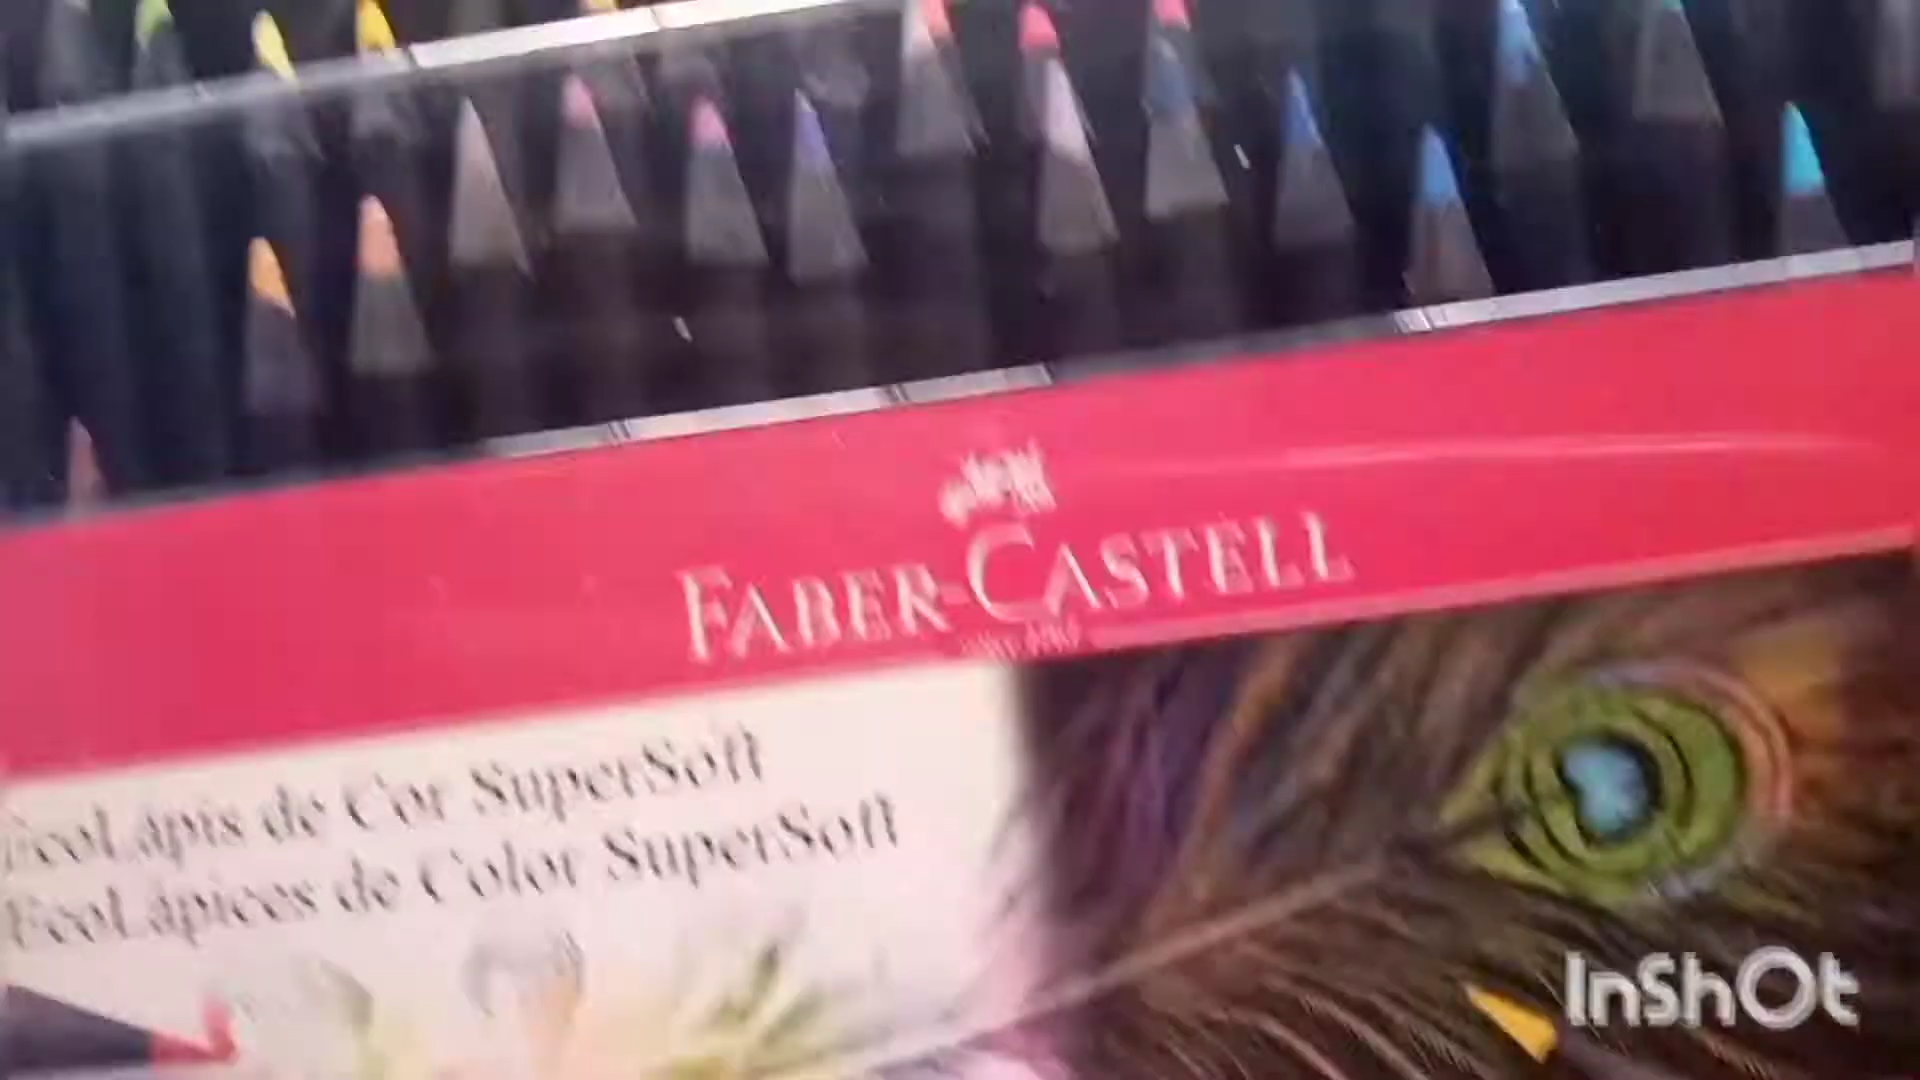 FABER-CASTELL
EcoLápis de Cor SuperSoft
EcoLápices de Color SuperSoft
InShOt